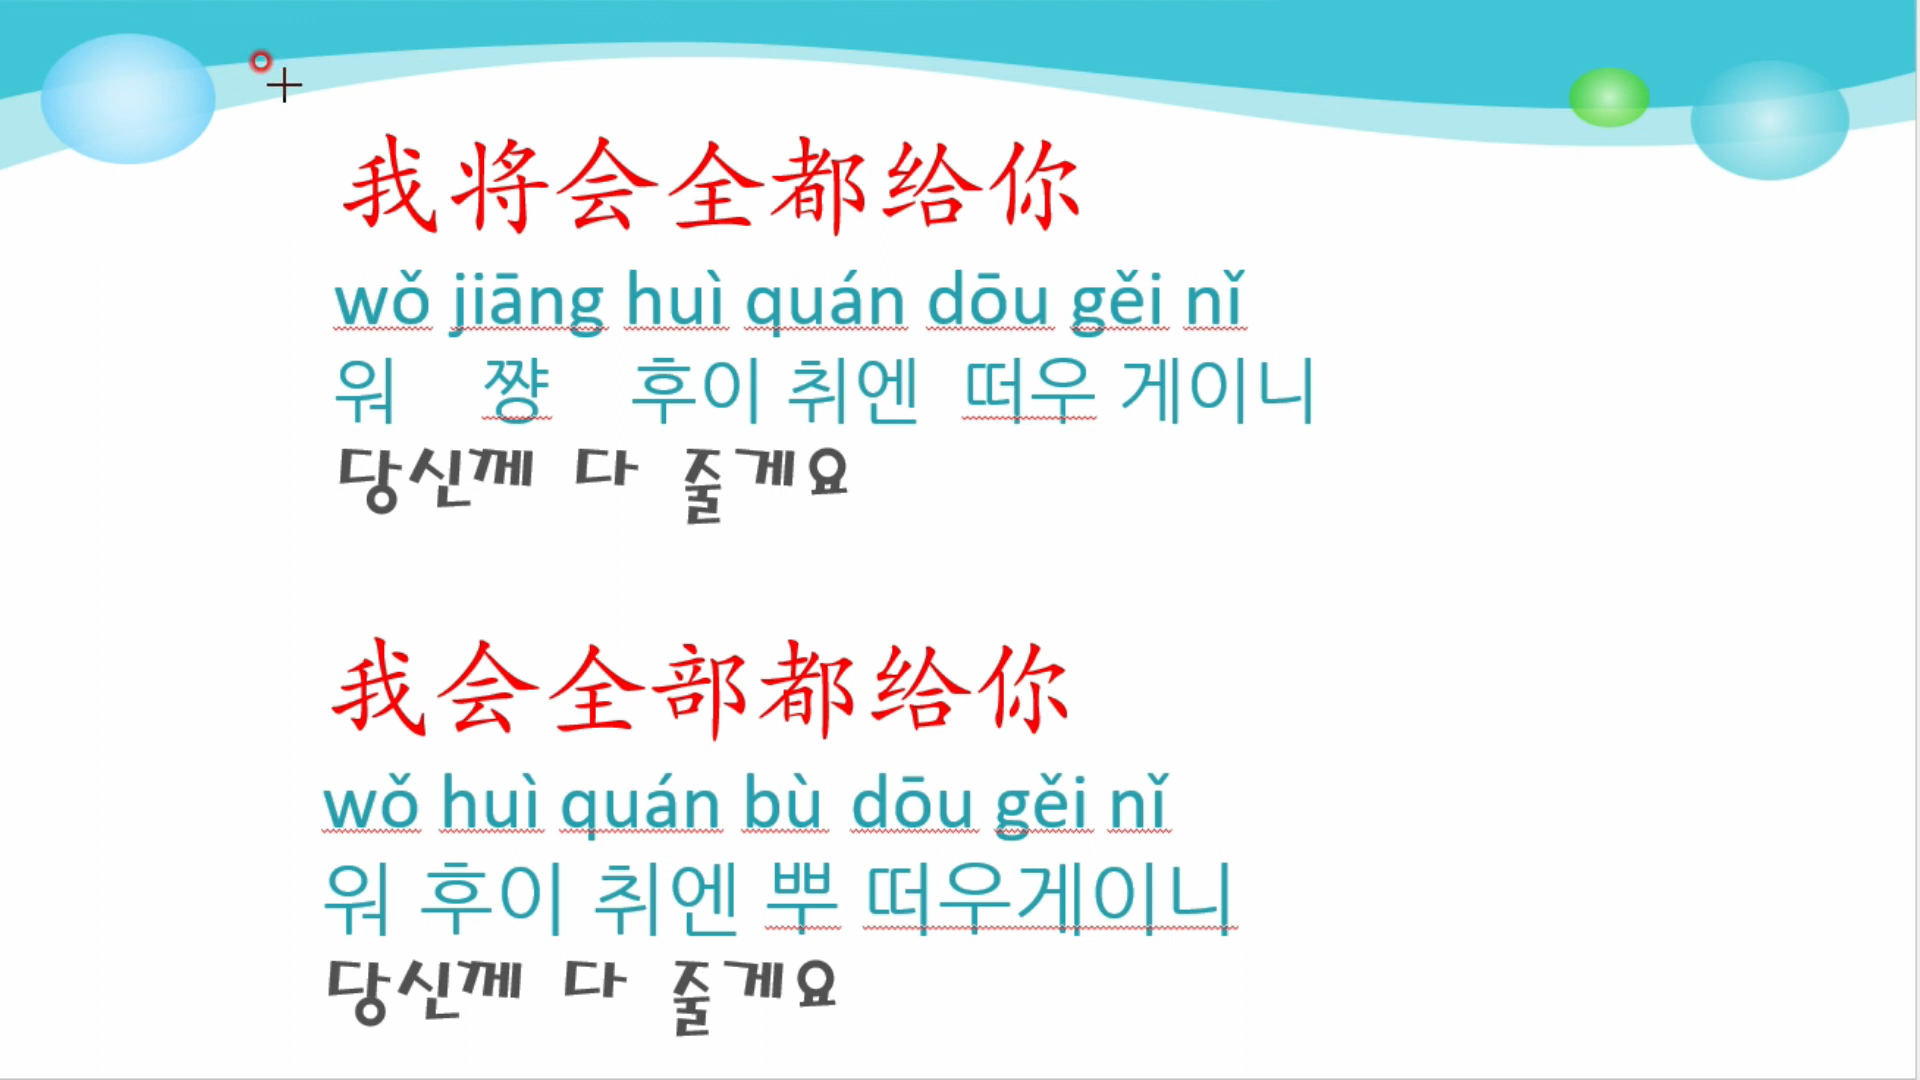 我将会全都给你
wǒ jiāng huì quán dōu gěi nǐ
워 쨩 후이 취엔 떠우 게이니
당신께 다 줄게요
我会全部都给你
wǒ huì quán bù dōu gěi nǐ
워 후이 취엔 뿌 떠우게이니
당신께 다 줄게요